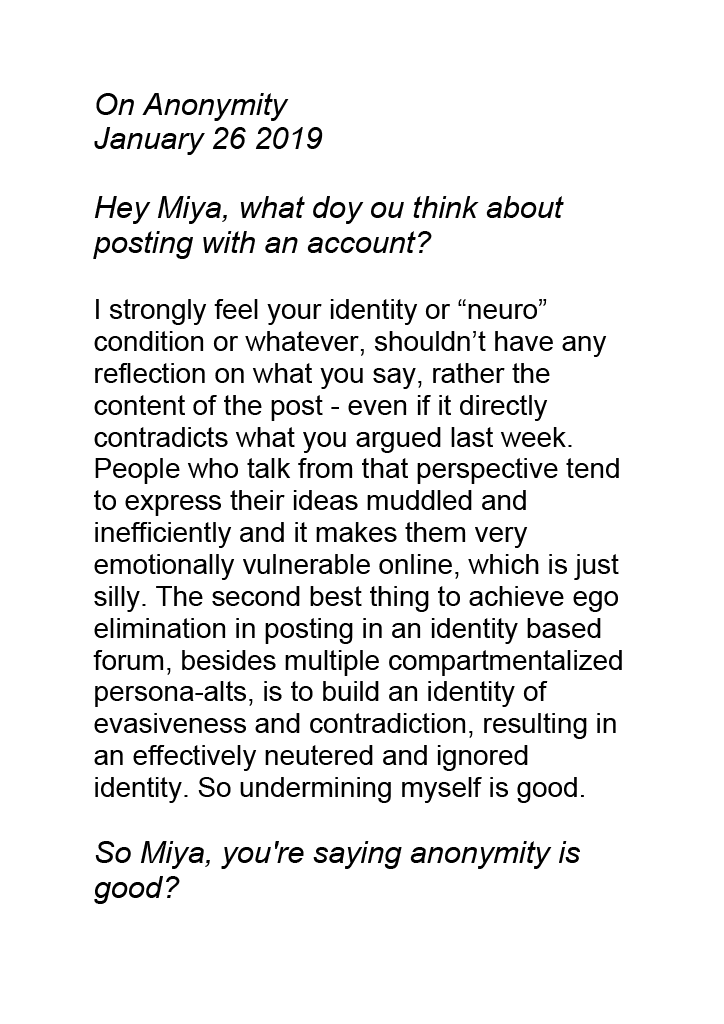 On Anonymity
January 26 2019
Hey Miya, what doy ou think about
posting with an account?
I strongly feel your identity or “neuro”
condition or whatever, shouldn’t have any
reflection on what you say, rather the
content of the post - even if it directly
contradicts what you argued last week.
People who talk from that perspective tend
to express their ideas muddled and
inefficiently and it makes them very
emotionally vulnerable online, which is just
silly. The second best thing to achieve ego
elimination in posting in an identity based
forum, besides multiple compartmentalized
persona-alts, is to build an identity of
evasiveness and contradiction, resulting in
an effectively neutered and ignored
identity. So undermining myself is good.
So Miya, you're saying anonymity is
good?